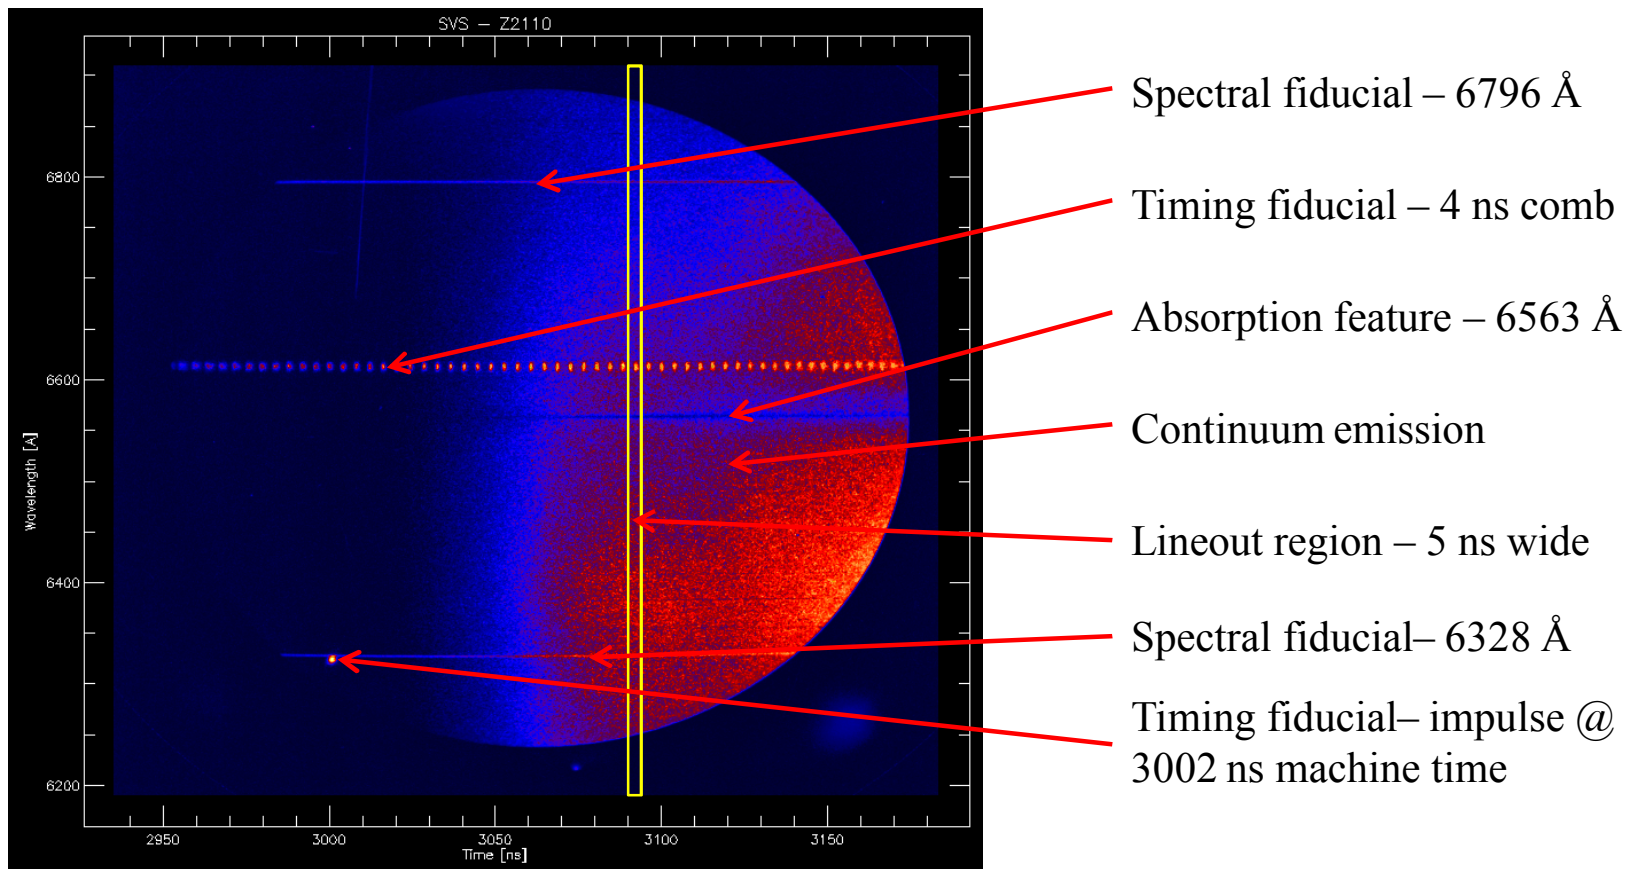 SVS – Z2110
Spectral fiducial – 6796 Å
Timing fiducial – 4 ns comb
Absorption feature – 6563 Å
Continuum emission
Lineout region – 5 ns wide
Spectral fiducial– 6328 Å
Timing fiducial– impulse @
3002 ns machine time
Wavelength [A]
6800
6600
6400
6200
2950 3000 3050 3100 3150
Time [ns]